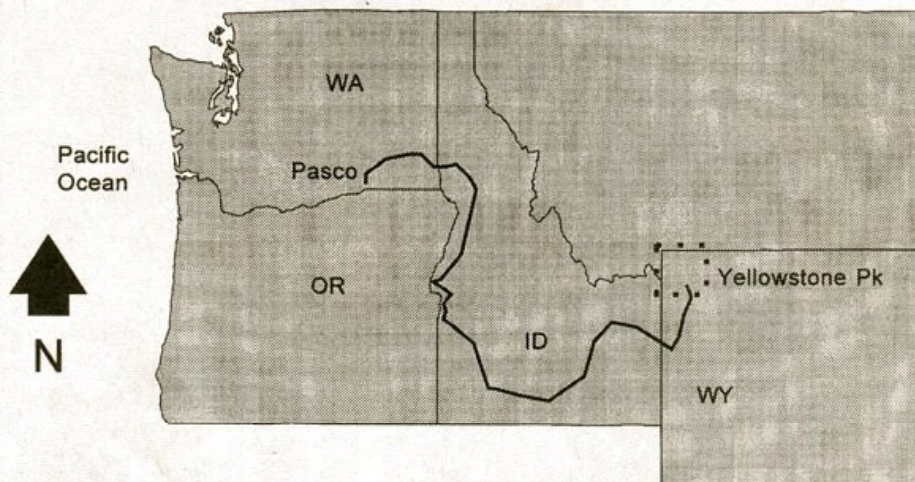 WA
Pacific
Ocean
Pasco
OR
Yellowstone Pk
N
ID
WY